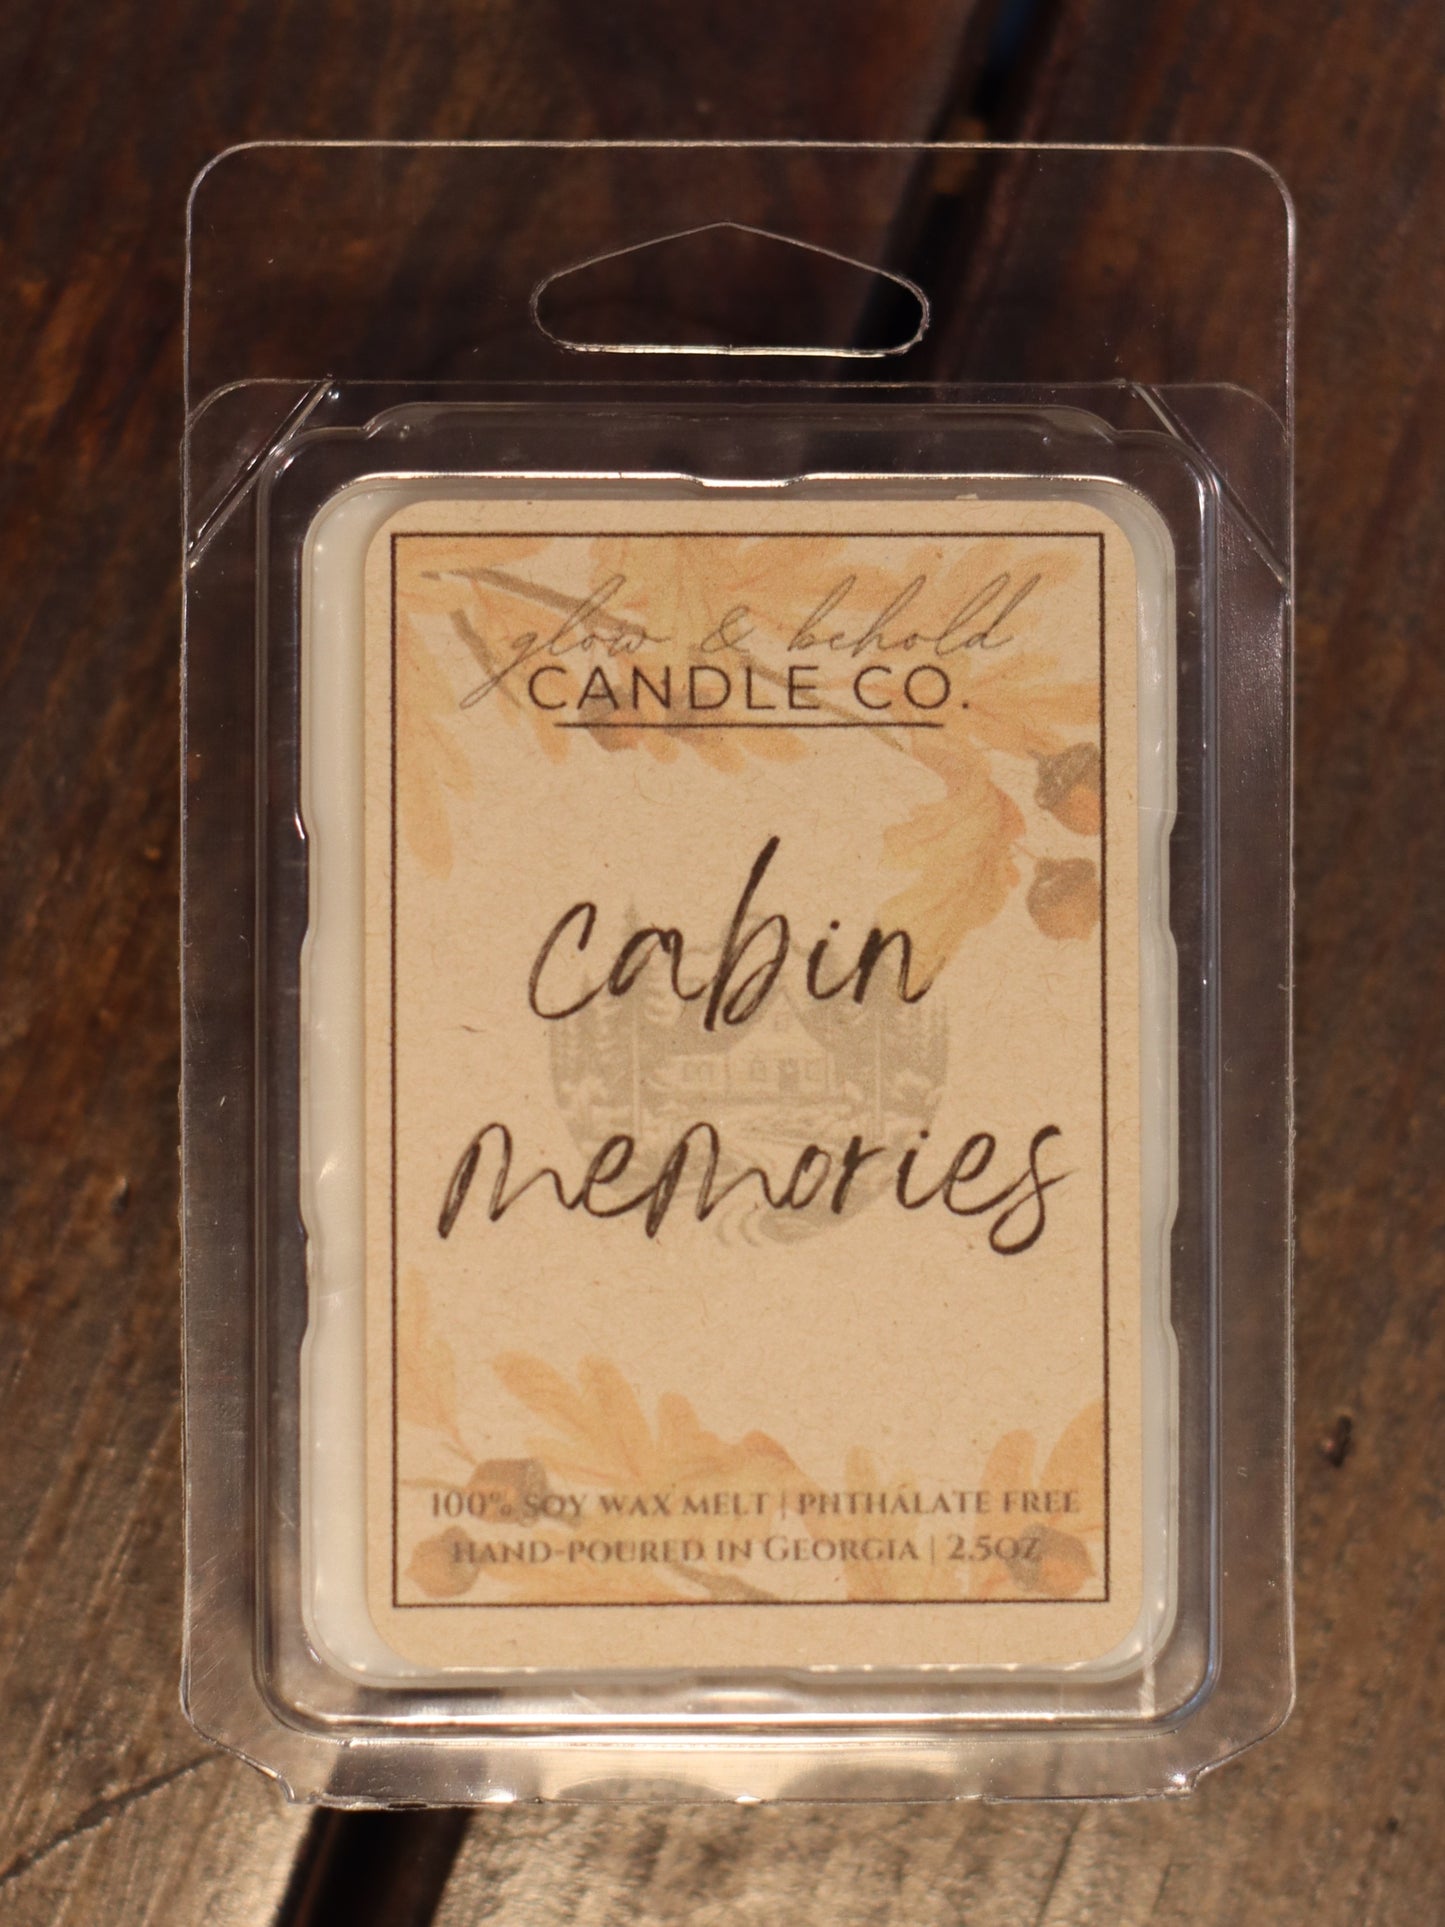 glow & behold
CANDLE CO.
cabin
memories
100% SOY WAX MELT | PHTHALATE FREE
HAND-POURED IN GEORGIA | 2.5OZ